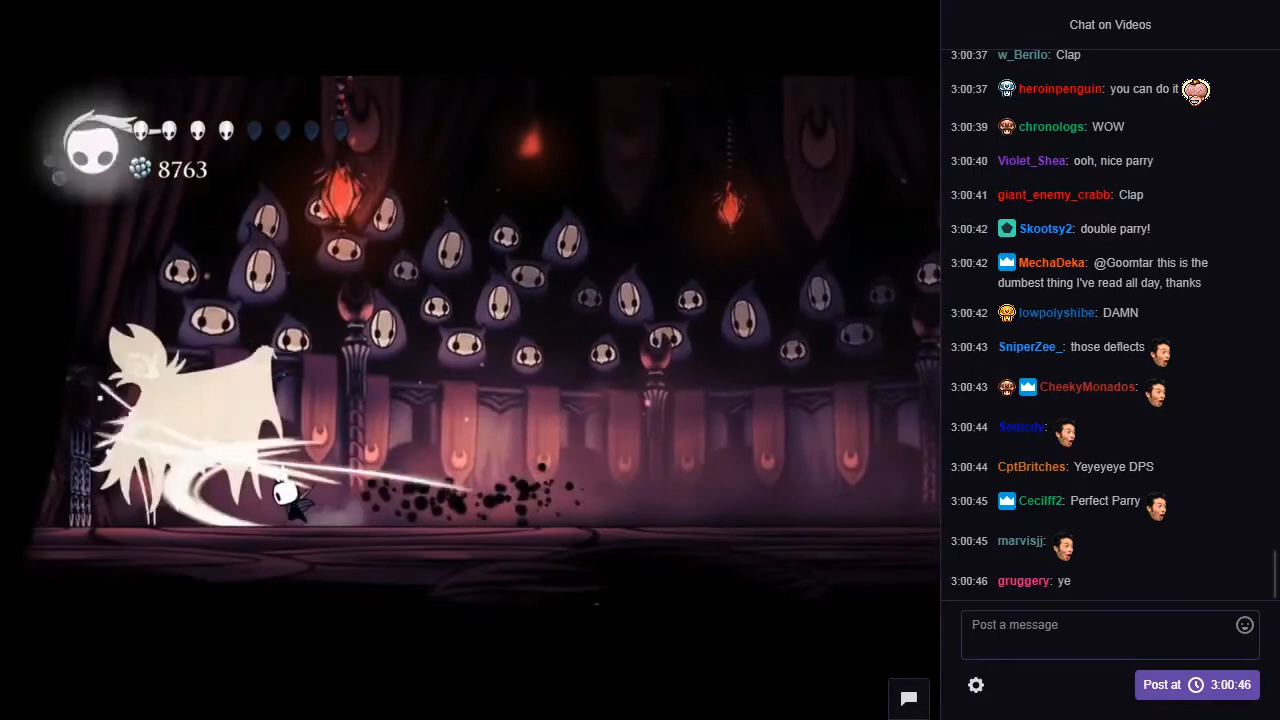 8763
Chat on Videos
3:00:37 w_Berilo: Clap
3:00:37 heroinpenguin: you can do it
3:00:39 chronologs: WOW
3:00:40 Violet_Shea: ooh, nice parry
3:00:41 giant_enemy_crabb: Clap
3:00:42 Skootsy2: double parry!
3:00:42 MechaDeka: @Goomtar this is the
dumbest thing I've read all day, thanks
3:00:42 lowpolyshibe: DAMN
3:00:43 SniperZee_: those deflects
3:00:43 CheekyMonados:
3:00:44 Sonicdy:
3:00:44 CptBritches: Yeyeyeye DPS
3:00:45 Cecilff2: Perfect Parry
3:00:45 marvisjj:
3:00:46 gruggery: ye
Post a message
Post at 3:00:46